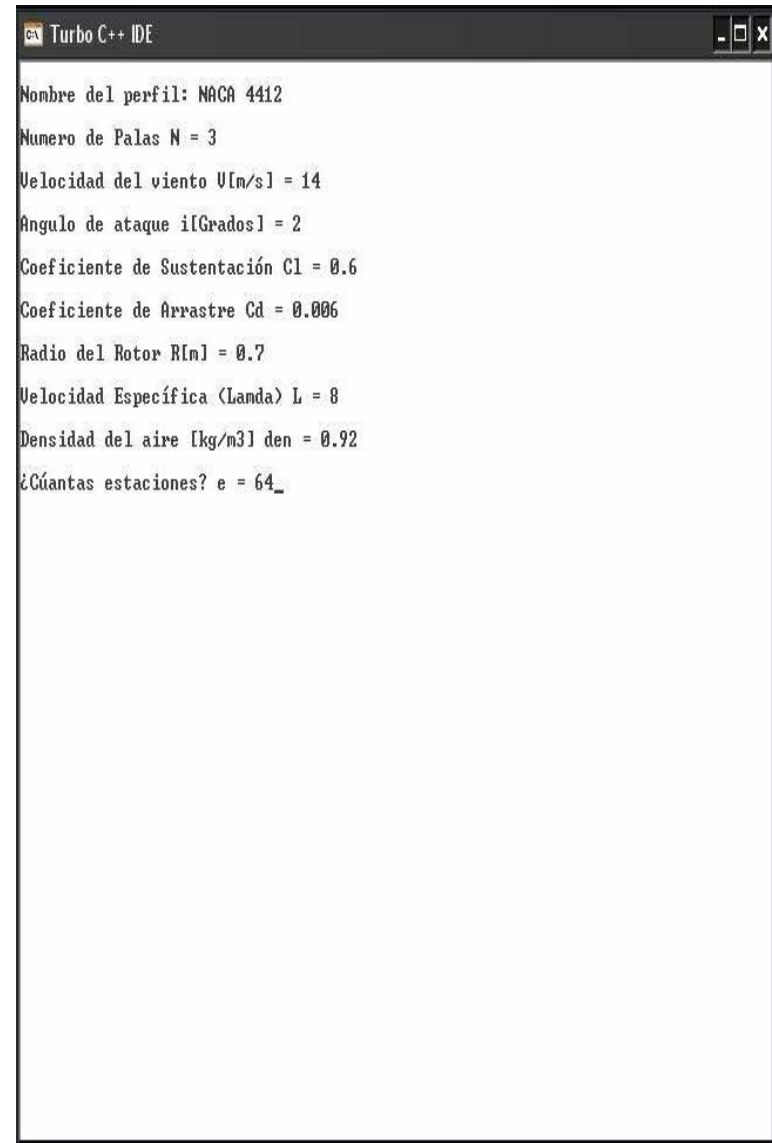 Turbo C++ IDE
Nombre del perfil: NACA 4412
Numero de Palas N = 3
Velocidad del viento V[m/s] = 14
Angulo de ataque i[Grados] = 2
Coeficiente de Sustentación Cl = 0.6
Coeficiente de Arrastre Cd = 0.006
Radio del Rotor R[m] = 0.7
Velocidad Específica (Lamda) L = 8
Densidad del aire [kg/m3] den = 0.92
¿Cúantas estaciones? e = 64_